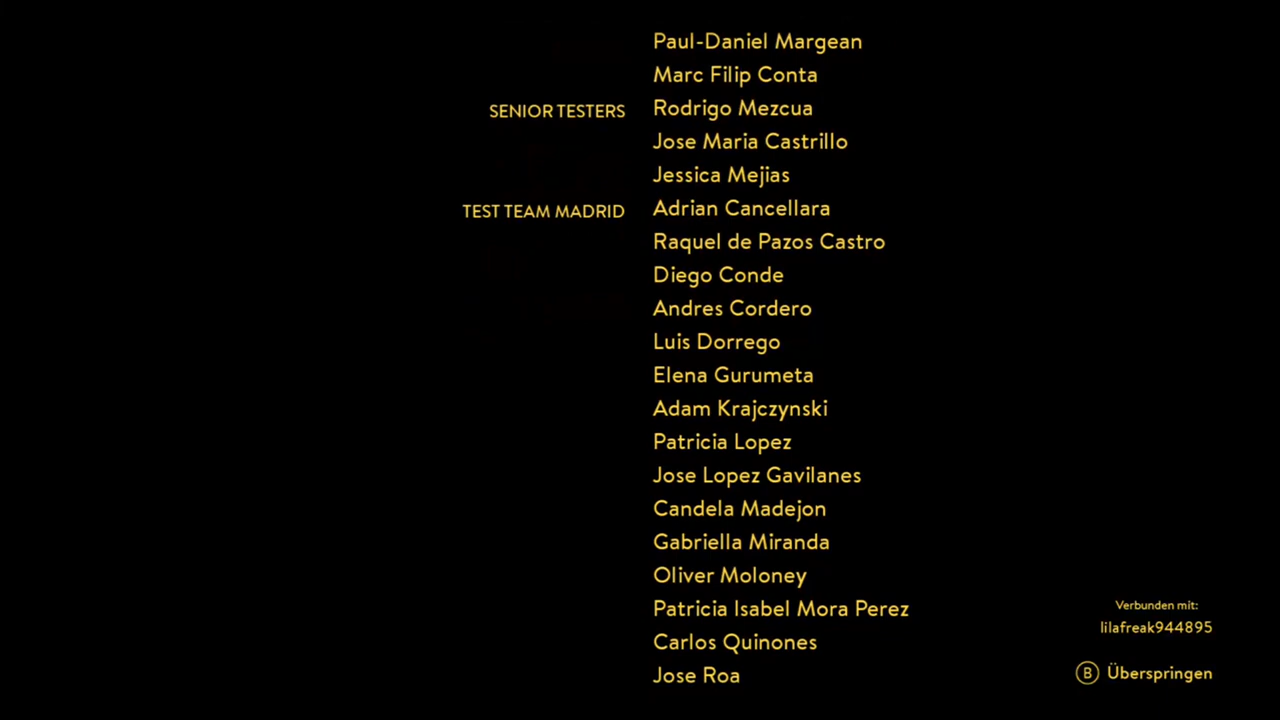 Paul-Daniel Margean
Marc Filip Conta
SENIOR TESTERS Rodrigo Mezcua
Jose Maria Castrillo
Jessica Mejias
TEST TEAM MADRID Adrian Cancellara
Raquel de Pazos Castro
Diego Conde
Andres Cordero
Luis Dorrego
Elena Gurumeta
Adam Krajczynski
Patricia Lopez
Jose Lopez Gavilanes
Candela Madejon
Gabriella Miranda
Oliver Moloney
Patricia Isabel Mora Perez
Carlos Quinones
Jose Roa
Verbunden mit:
lilafreak944895
B Überspringen